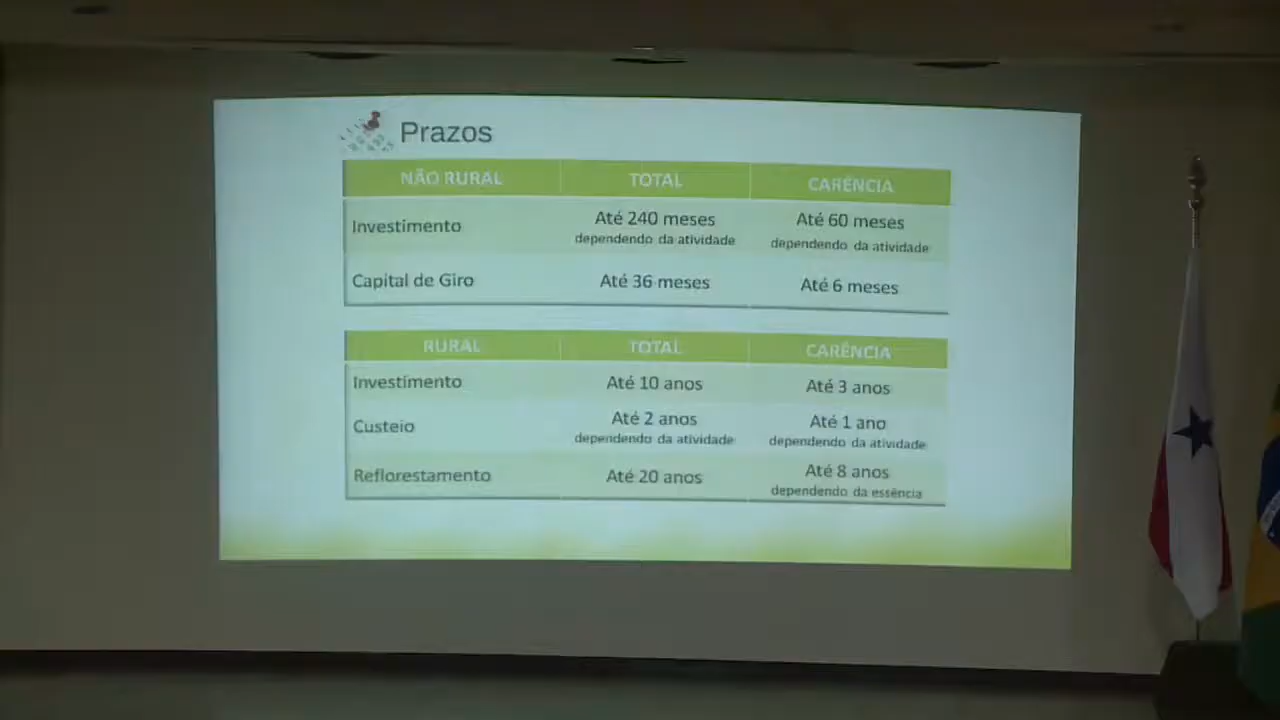 Prazos
NÃO RURAL TOTAL CARÊNCIA
Investimento Até 240 meses Até 60 meses
dependendo da atividade dependendo da atividade
Capital de Giro Até 36 meses Até 6 meses
RURAL TOTAL CARÊNCIA
Investimento Até 10 anos Até 3 anos
Custeio Até 2 anos Até 1 ano
dependendo da atividade dependendo da atividade
Reflorestamento Até 20 anos Até 8 anos
dependendo da essência